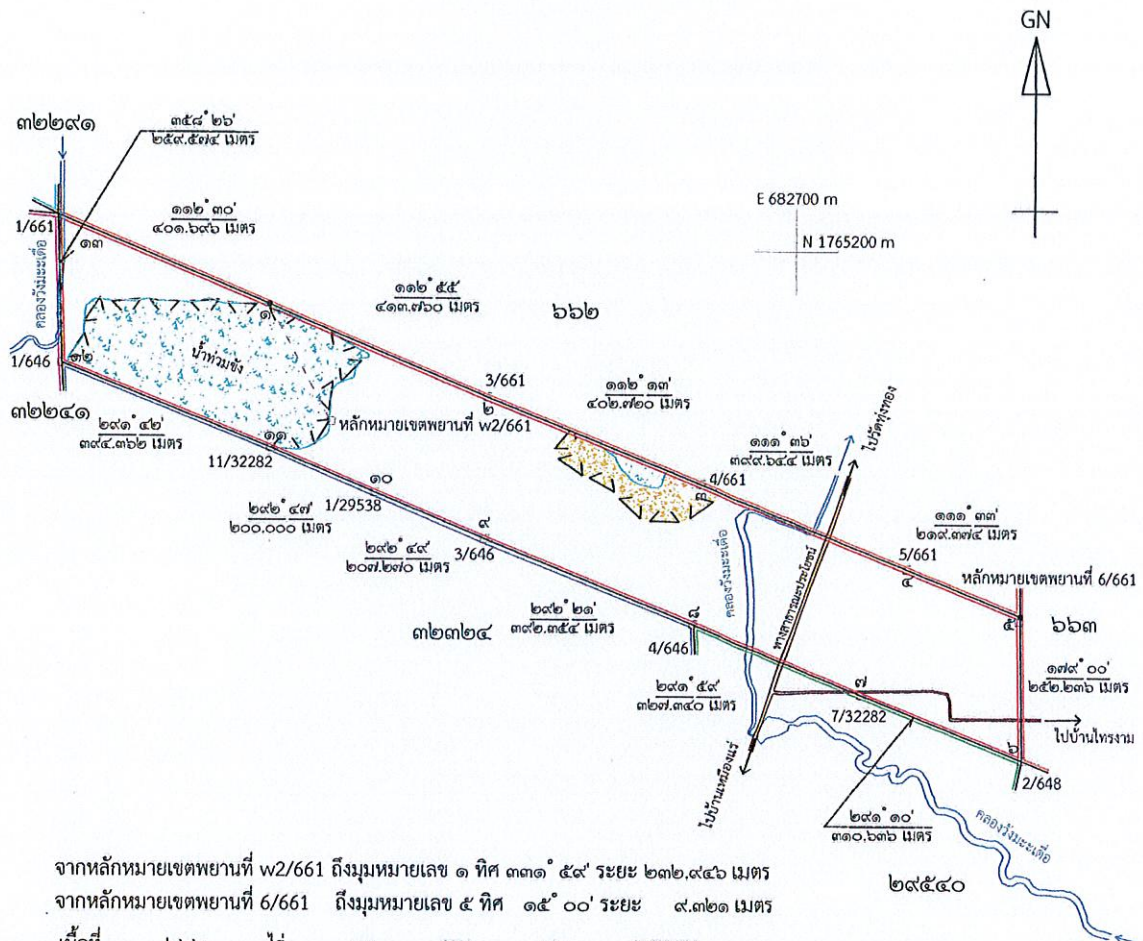 GN
๓๒๒๙๑
๓๕๘° ๒๖'
๒๕๙.๕๗๔ เมตร
๑๑๒° ๓๐'
๔๐๑.๖๙๖ เมตร
E 682700 m
N 1765200 m
1/661
๑๓
คลองวังมะเดื่อ
๑๑๒° ๕๕
๔๑๓.๗๖๐ เมตร
๖๖๒
๑
น้ำท่วมขัง
1/646
๑๒
๓๒๒๔๑
3/661
๒
๑๑๒° ๑๓'
๔๐๒.๗๒๐ เมตร
ไปวัดทุ่งทอง
๒๙๑° ๔๒'
๓๙๔.๓๖๒ เมตร
หลักหมายเขตพยานที่ w2/661
๑๑
11/32282
๑๑๑° ๓๖'
๓๙๙.๖๔๔ เมตร
4/661
๓
๑๐
1/29538
๒๙๒° ๔๗'
๒๐๐.๐๐๐ เมตร
๑๑๑° ๓๓'
๒๑๙.๓๗๔ เมตร
๙
3/646
๒๙๒° ๔๙
๒๐๗.๒๗๐ เมตร
5/661
๔
หลักหมายเขตพยานที่ 6/661
คลองวังมะเดื่อ
ทางสาธารณะประโยชน์
๒๙๒° ๒๑'
๓๙๒.๓๕๔ เมตร
๓๒๓๒๔
๘
4/646
๕
๖๖๓
๑๗๙° ๐๐'
๒๕๒.๒๓๖ เมตร
๒๙๑° ๕๙
๓๒๗.๓๔๐ เมตร
๗
7/32282
ไปบ้านไทรงาม
๖
2/648
ไปบ้านเหมืองแร่
๒๙๑° ๑๐'
๓๑๐.๖๓๖ เมตร
คลองวังมะเดื่อ
๒๙๕๔๐
จากหลักหมายเขตพยานที่ w2/661 ถึงมุมหมายเลข ๑ ทิศ ๓๓๑° ๕๙' ระยะ ๒๓๒,๙๔๖ เมตร
จากหลักหมายเขตพยานที่ 6/661 ถึงมุมหมายเลข ๕ ทิศ ๑๕° ๐๐' ระยะ ๙.๓๒๑ เมตร